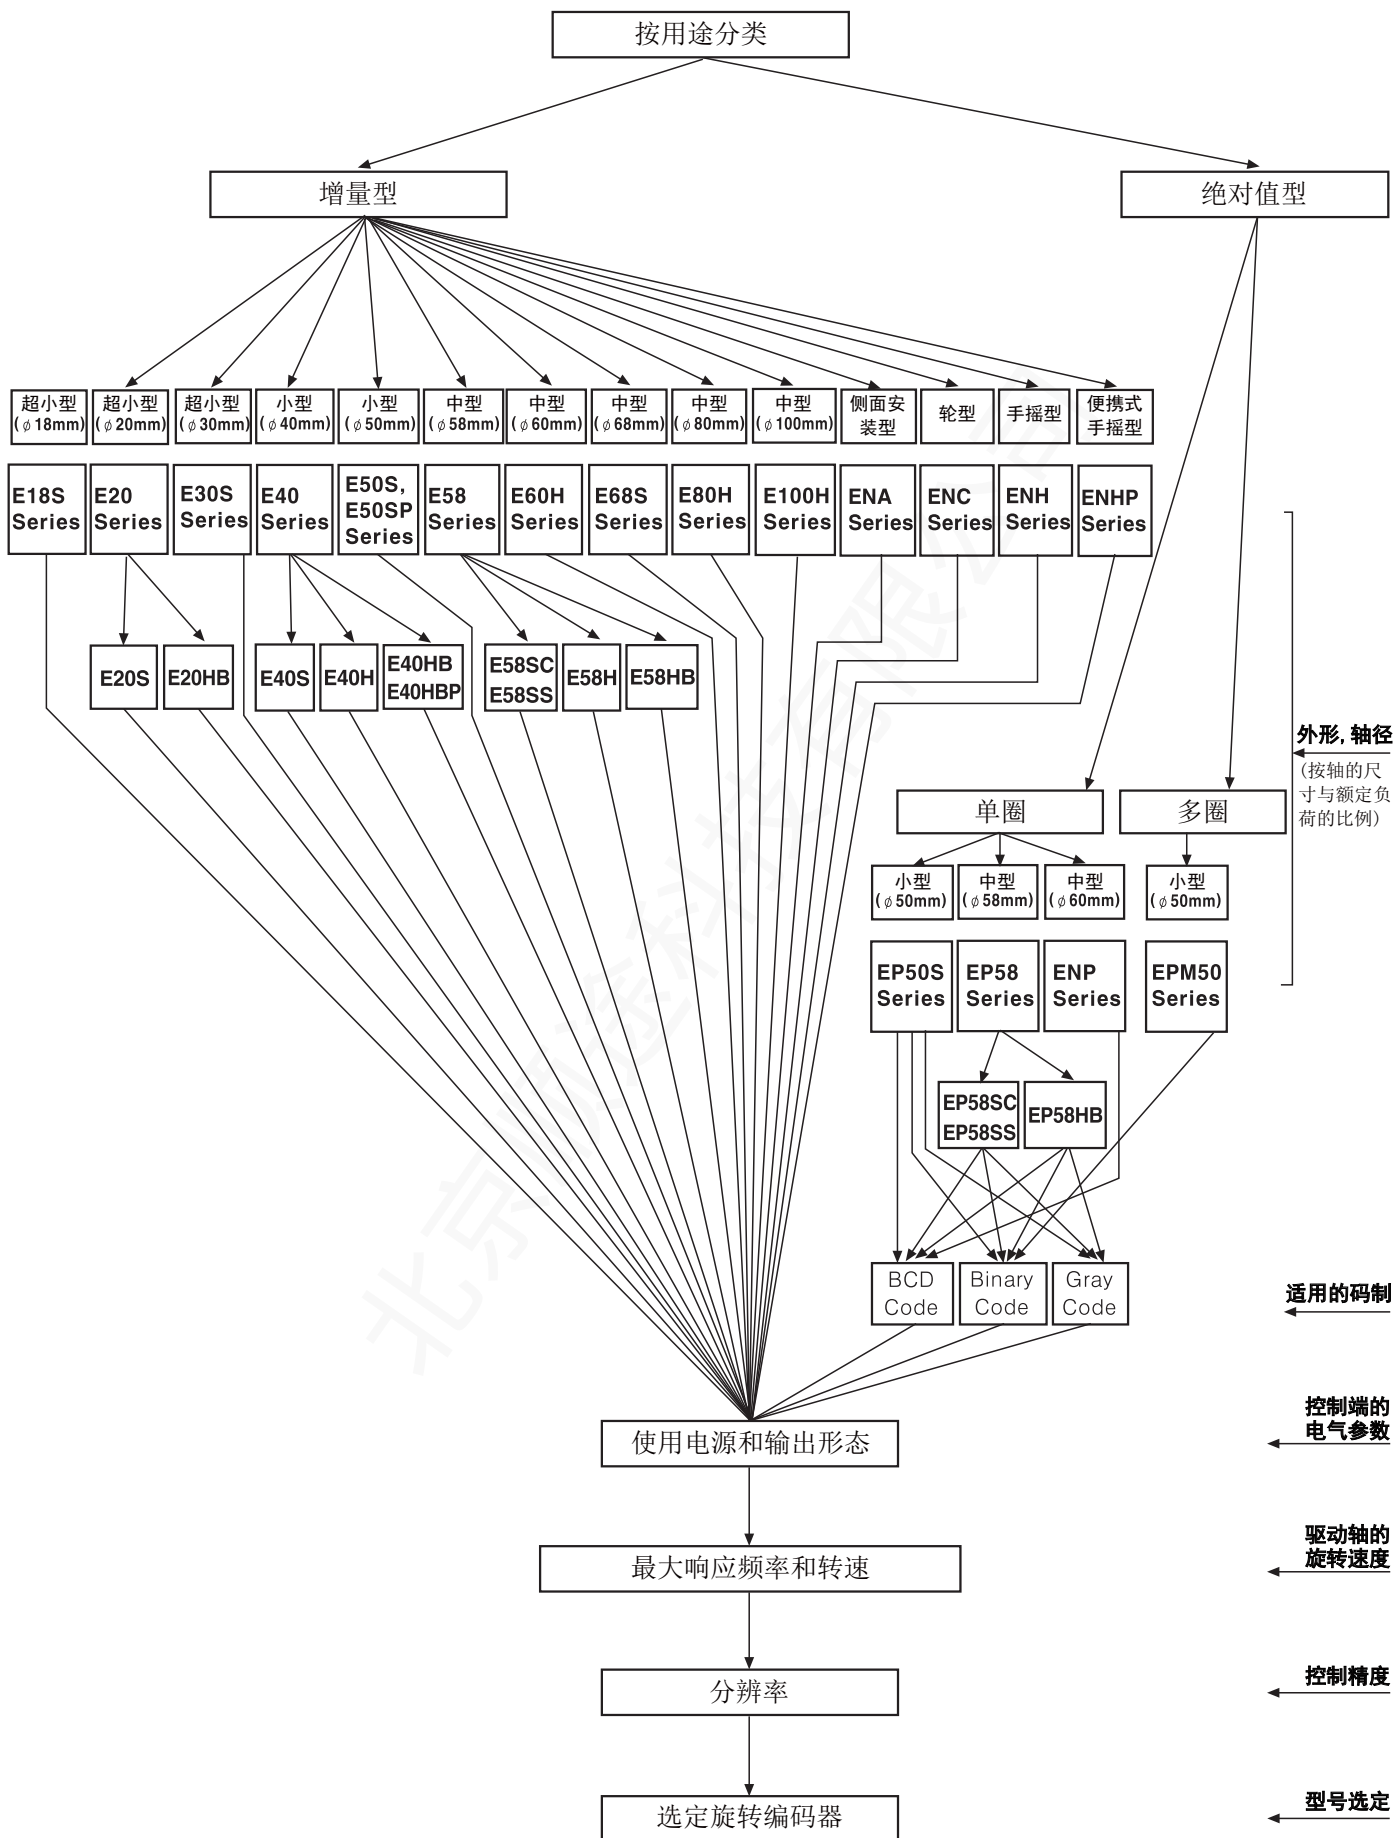 按用途分类
增量型
绝对值型
超小型
(φ18mm)
超小型
(φ20mm)
超小型
(φ30mm)
小型
(φ40mm)
小型
(φ50mm)
中型
(φ58mm)
中型
(φ60mm)
中型
(φ68mm)
中型
(φ80mm)
中型
(φ100mm)
侧面安
装型
轮型
手摇型
便携式
手摇型
E18S
Series
E20
Series
E30S
Series
E40
Series
E50S,
E50SP
Series
E58
Series
E60H
Series
E68S
Series
E80H
Series
E100H
Series
ENA
Series
ENC
Series
ENH
Series
ENHP
Series
E20S
E20HB
E40S
E40H
E40HB
E40HBP
E58SC
E58SS
E58H
E58HB
外形, 轴径
(按轴的尺
寸与额定负
荷的比例)
单圈
多圈
小型
(φ50mm)
中型
(φ58mm)
中型
(φ60mm)
小型
(φ50mm)
EP50S
Series
EP58
Series
ENP
Series
EPM50
Series
EP58SC
EP58SS
EP58HB
BCD
Code
Binary
Code
Gray
Code
适用的码制
使用电源和输出形态
控制端的
电气参数
最大响应频率和转速
驱动轴的
旋转速度
分辨率
控制精度
选定旋转编码器
型号选定
北京顺途科技有限公司